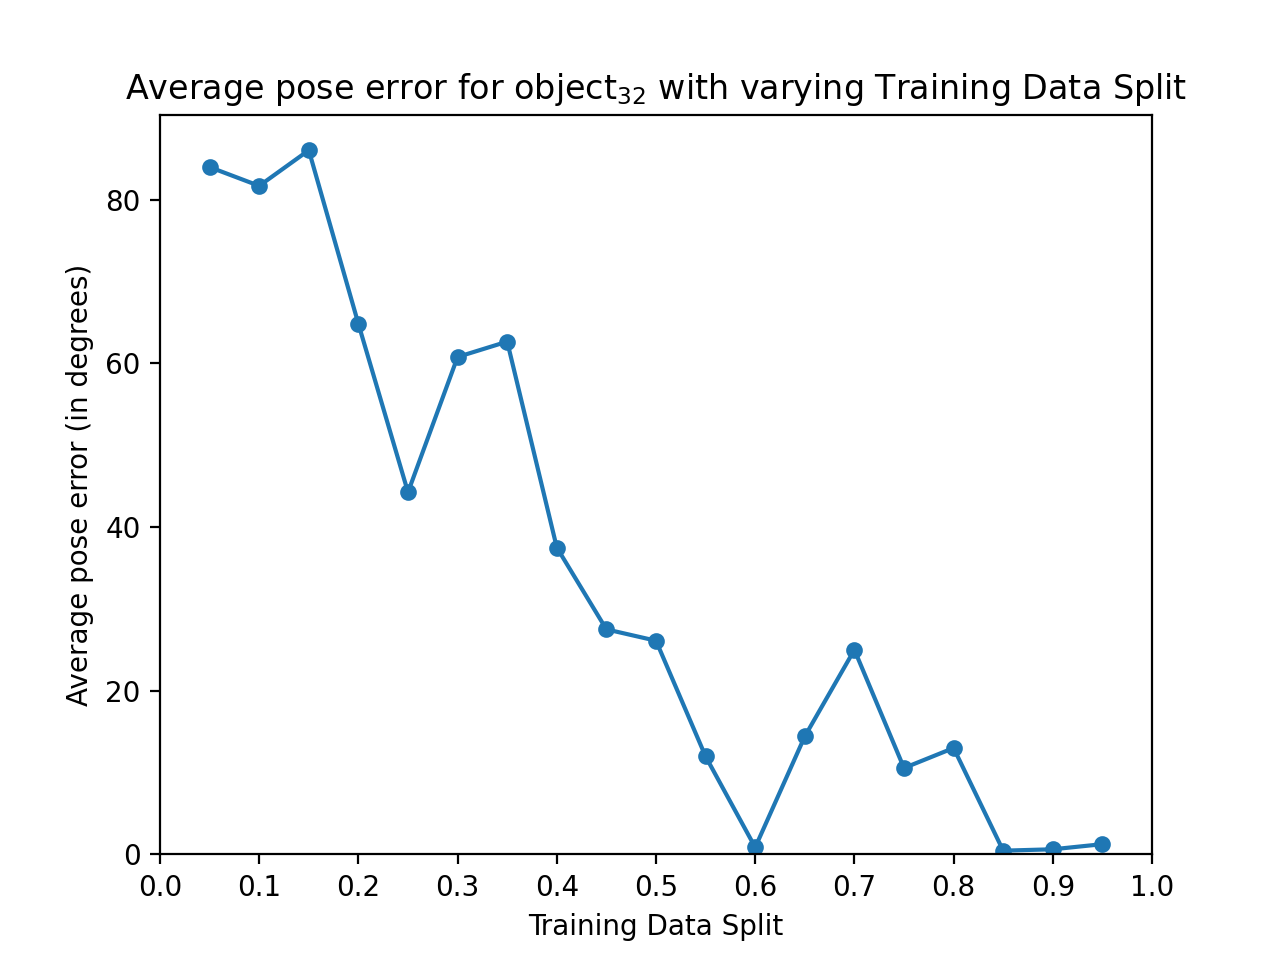 Average pose error for object₃₂ with varying Training Data Split
Average pose error (in degrees)
80
60
40
20
0
0.0 0.1 0.2 0.3 0.4 0.5 0.6 0.7 0.8 0.9 1.0
Training Data Split